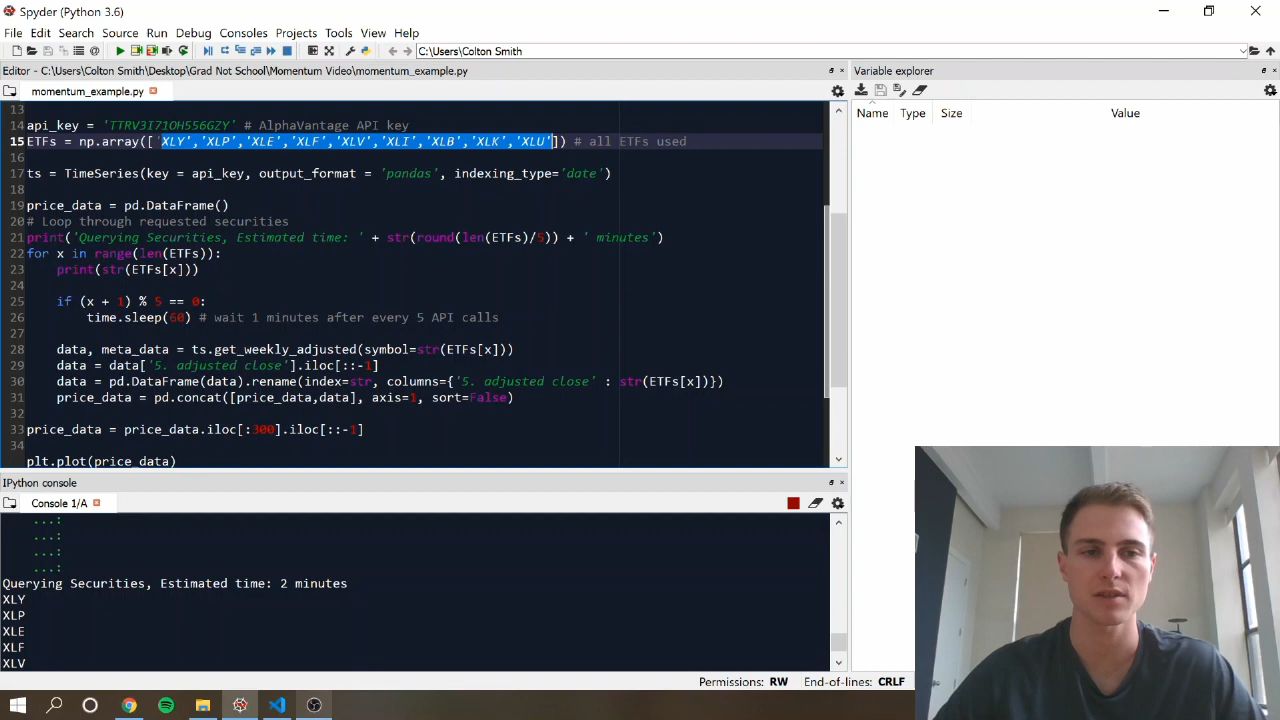 Spyder (Python 3.6)
File Edit Search Source Run Debug Consoles Projects Tools View Help
C:\Users\Colton Smith
Editor - C:\Users\Colton Smith\Desktop\Grad Not School\Momentum Video\momentum_example.py
Variable explorer
momentum_example.py
Name Type Size Value
13
14 api_key = 'TTRV3I71OH556GZY' # AlphaVantage API key
15 ETFs = np.array(['XLY','XLP','XLE','XLF','XLV','XLI','XLB','XLK','XLU']) # all ETFs used
16
17 ts = TimeSeries(key = api_key, output_format = 'pandas', indexing_type='date')
18
19 price_data = pd.DataFrame()
20 # Loop through requested securities
21 print('Querying Securities, Estimated time: ' + str(round(len(ETFs)/5)) + ' minutes')
22 for x in range(len(ETFs)):
23 print(str(ETFs[x]))
24
25 if (x + 1) % 5 == 0:
26 time.sleep(60) # wait 1 minutes after every 5 API calls
27
28 data, meta_data = ts.get_weekly_adjusted(symbol=str(ETFs[x]))
29 data = data['5. adjusted close'].iloc[::-1]
30 data = pd.DataFrame(data).rename(index=str, columns={'5. adjusted close' : str(ETFs[x])})
31 price_data = pd.concat([price_data,data], axis=1, sort=False)
32
33 price_data = price_data.iloc[:300].iloc[::-1]
34
plt.plot(price_data)
IPython console
Console 1/A
...:
...:
...:
...:
Querying Securities, Estimated time: 2 minutes
XLY
XLP
XLE
XLF
XLV
Permissions: RW End-of-lines: CRLF